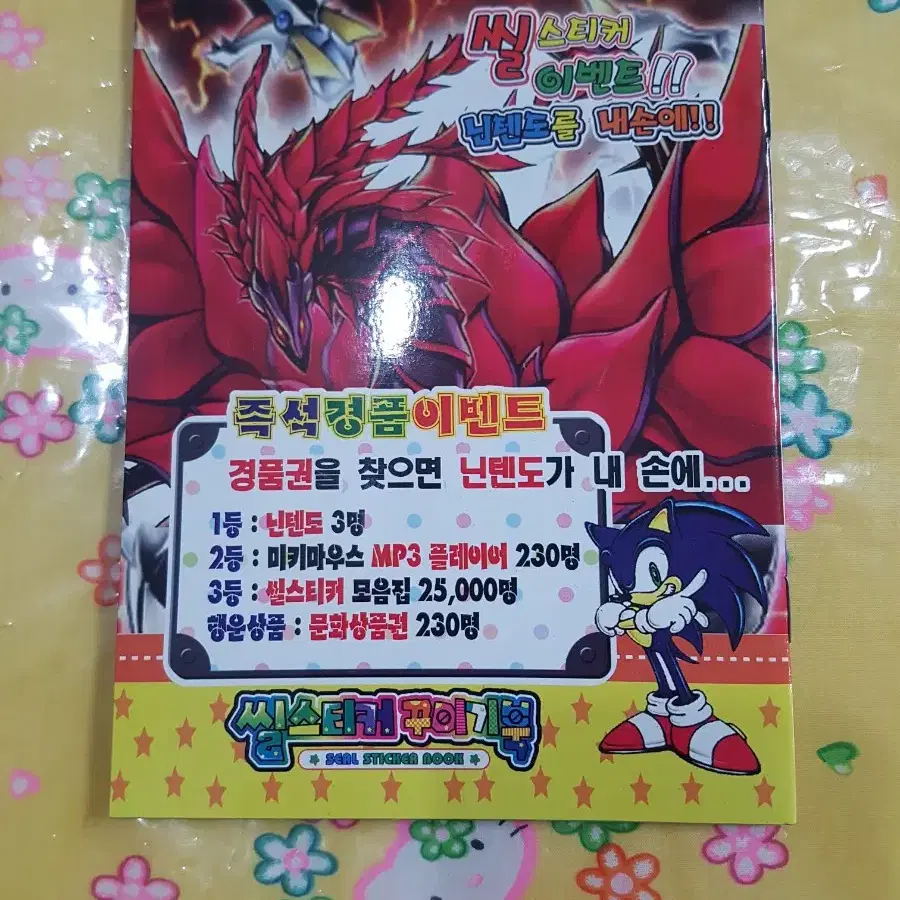 씰 스티커
이벤트!!
닌텐도를 내손에!!
즉석경품이벤트
경품권을 찾으면 닌텐도가 내 손에...
1등 : 닌텐도 3명
2등 : 미키마우스 MP3 플레이어 230명
3등 : 씰스티커 모음집 25,000명
행운상품 : 문화상품권 230명
씰스티커 꾸미기북
SEAL STICKER BOOK